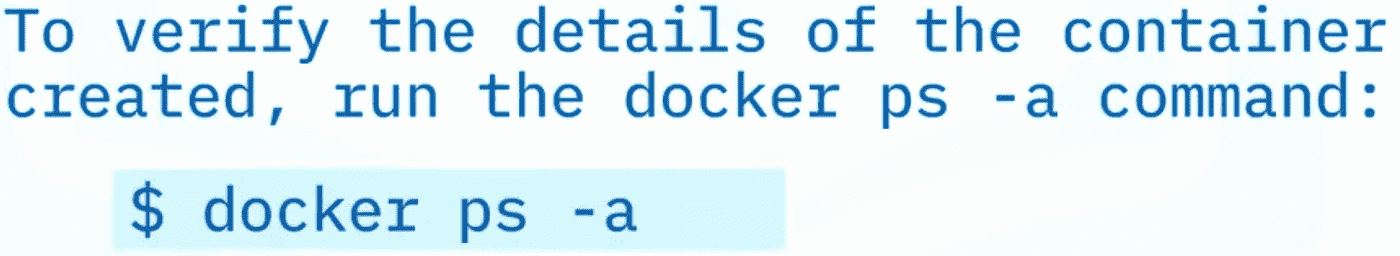 To verify the details of the container
created, run the docker ps -a command:
$ docker ps -a